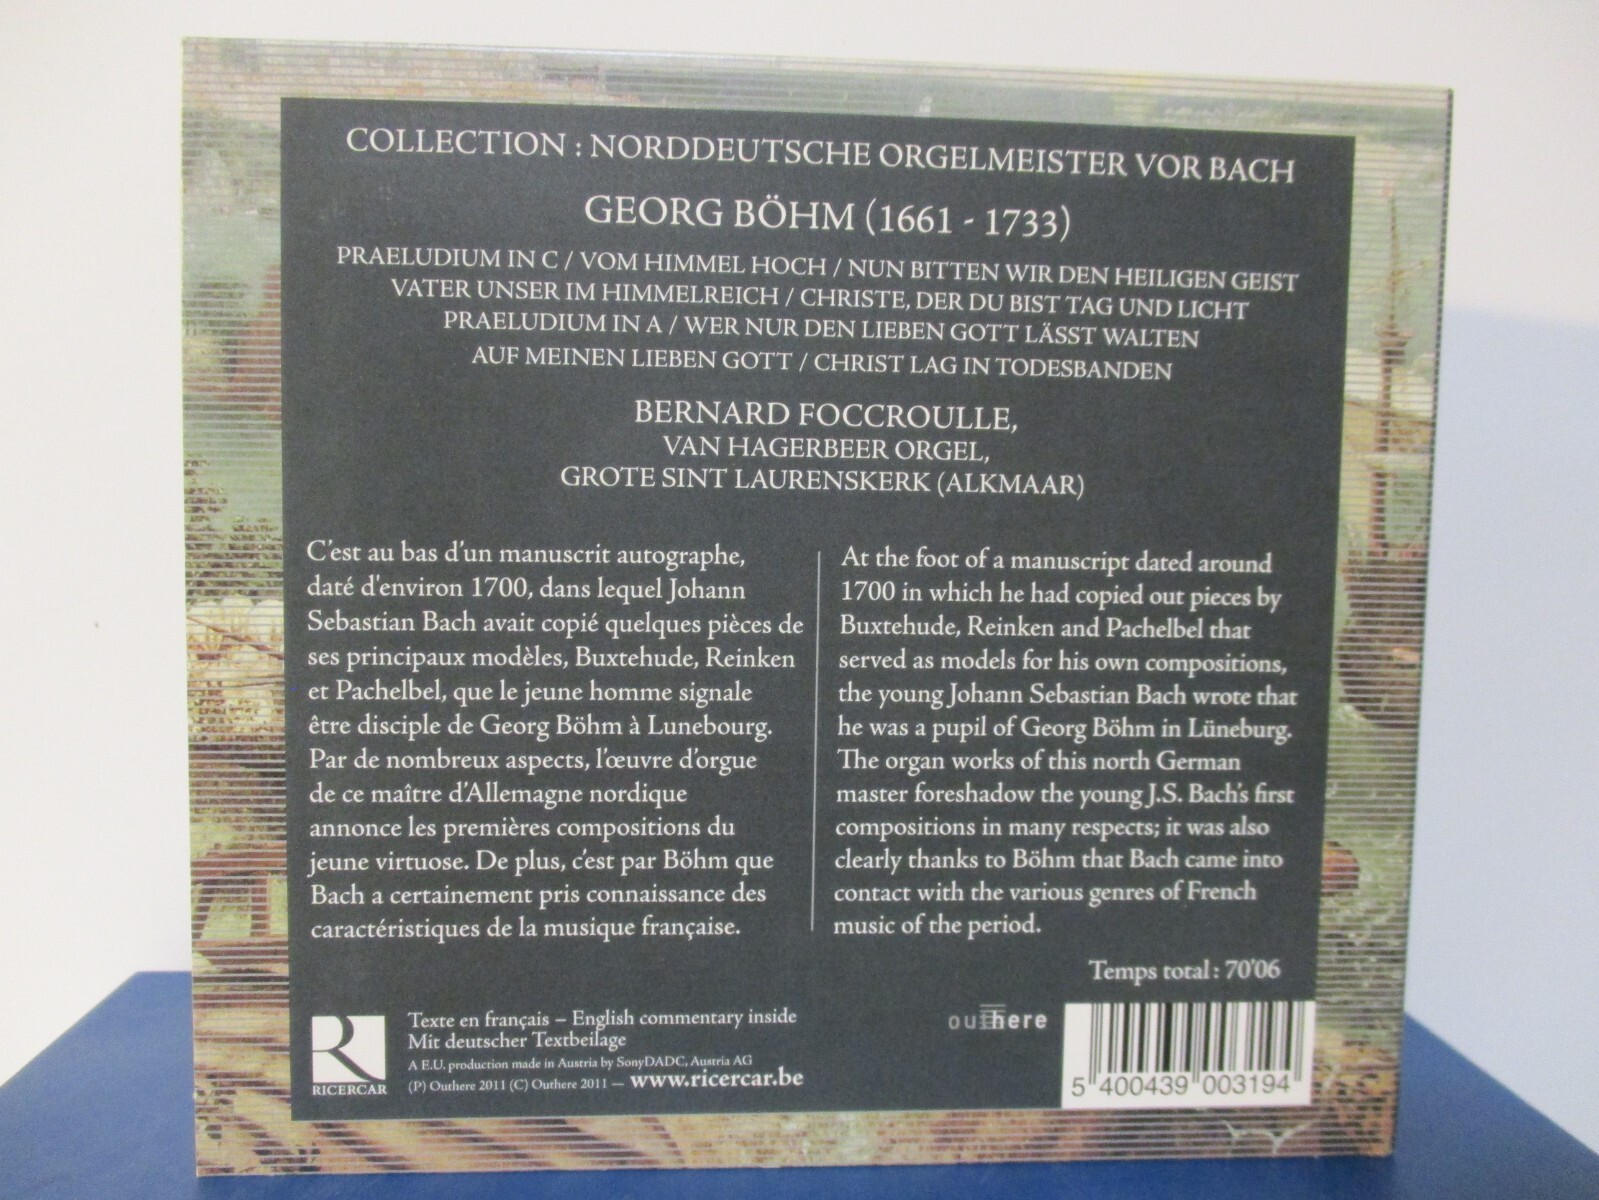 COLLECTION : NORDDEUTSCHE ORGELMEISTER VOR BACH
GEORG BÖHM (1661 - 1733)
PRAELUDIUM IN C / VOM HIMMEL HOCH / NUN BITTEN WIR DEN HEILIGEN GEIST
VATER UNSER IM HIMMELREICH / CHRISTE, DER DU BIST TAG UND LICHT
PRAELUDIUM IN A / WER NUR DEN LIEBEN GOTT LÄSST WALTEN
AUF MEINEN LIEBEN GOTT / CHRIST LAG IN TODESBANDEN
BERNARD FOCCROULLE,
VAN HAGERBEER ORGEL,
GROTE SINT LAURENSKERK (ALKMAAR)
C'est au bas d'un manuscrit autographe,
daté d'environ 1700, dans lequel Johann
Sebastian Bach avait copié quelques pièces de
ses principaux modèles, Buxtehude, Reinken
et Pachelbel, que le jeune homme signale
être disciple de Georg Böhm à Lunebourg.
Par de nombreux aspects, l'œuvre d'orgue
de ce maître d'Allemagne nordique
annonce les premières compositions du
jeune virtuose. De plus, c'est par Böhm que
Bach a certainement pris connaissance des
caractéristiques de la musique française.
At the foot of a manuscript dated around
1700 in which he had copied out pieces by
Buxtehude, Reinken and Pachelbel that
served as models for his own compositions,
the young Johann Sebastian Bach wrote that
he was a pupil of Georg Böhm in Lüneburg.
The organ works of this north German
master foreshadow the young J.S. Bach's first
compositions in many respects; it was also
clearly thanks to Böhm that Bach came into
contact with the various genres of French
music of the period.
Temps total : 70'06
RICERCAR
Texte en français – English commentary inside
Mit deutscher Textbeilage
A E.U. production made in Austria by SonyDADC, Austria AG
(P) Outhere 2011 (C) Outhere 2011 — www.ricercar.be
outhere
5 400439 003194